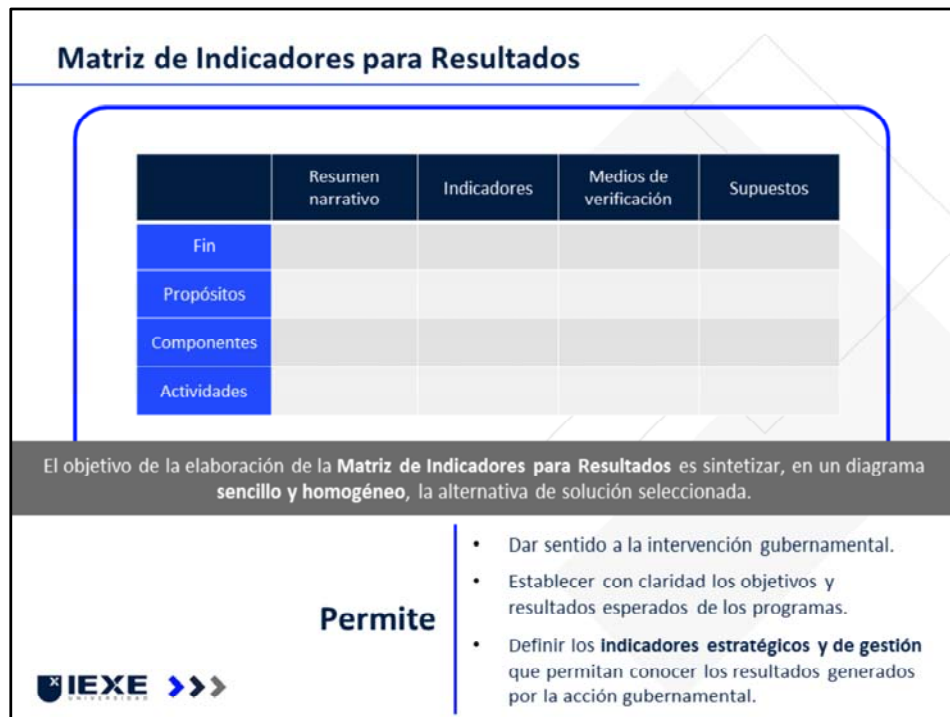 Matriz de Indicadores para Resultados
Resumen
narrativo
Indicadores
Medios de
verificación
Supuestos
Fin
Propósitos
Componentes
Actividades
El objetivo de la elaboración de la Matriz de Indicadores para Resultados es sintetizar, en un diagrama
sencillo y homogéneo, la alternativa de solución seleccionada.
Permite
• Dar sentido a la intervención gubernamental.
• Establecer con claridad los objetivos y
resultados esperados de los programas.
• Definir los indicadores estratégicos y de gestión
que permitan conocer los resultados generados
por la acción gubernamental.
IEXE
UNIVERSIDAD